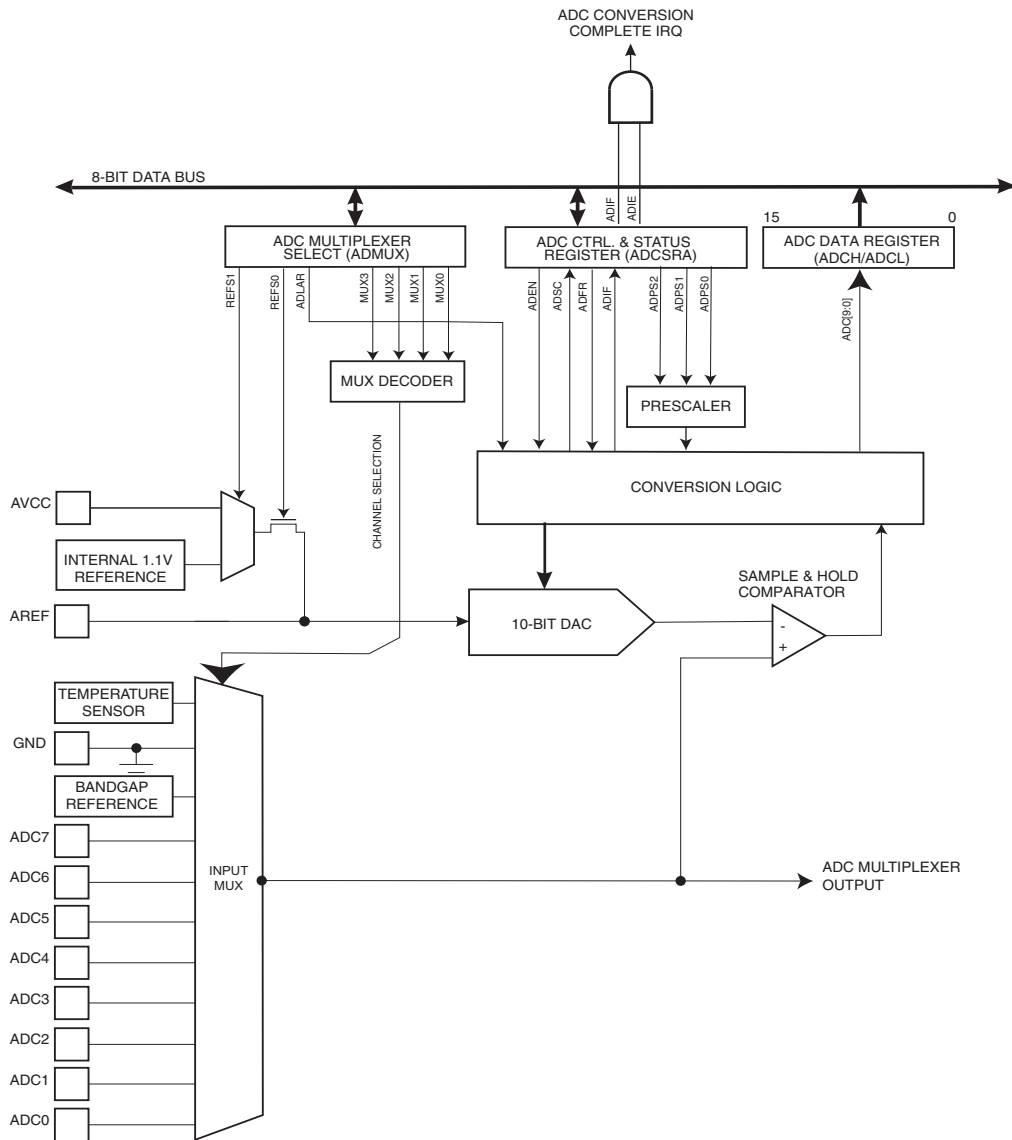 ADC CONVERSION
COMPLETE IRQ
8-BIT DATA BUS
ADIF
ADIE
15
0
ADC MULTIPLEXER
SELECT (ADMUX)
ADC CTRL. & STATUS
REGISTER (ADCSRA)
ADC DATA REGISTER
(ADCH/ADCL)
REFS1
REFS0
ADLAR
MUX3
MUX2
MUX1
MUX0
ADEN
ADSC
ADFR
ADIF
ADPS2
ADPS1
ADPS0
ADC[9:0]
MUX DECODER
PRESCALER
CHANNEL SELECTION
CONVERSION LOGIC
AVCC
INTERNAL 1.1V
REFERENCE
SAMPLE & HOLD
COMPARATOR
AREF
10-BIT DAC
-
+
TEMPERATURE
SENSOR
GND
BANDGAP
REFERENCE
ADC7
ADC6
ADC5
ADC4
ADC3
ADC2
ADC1
ADC0
INPUT
MUX
ADC MULTIPLEXER
OUTPUT